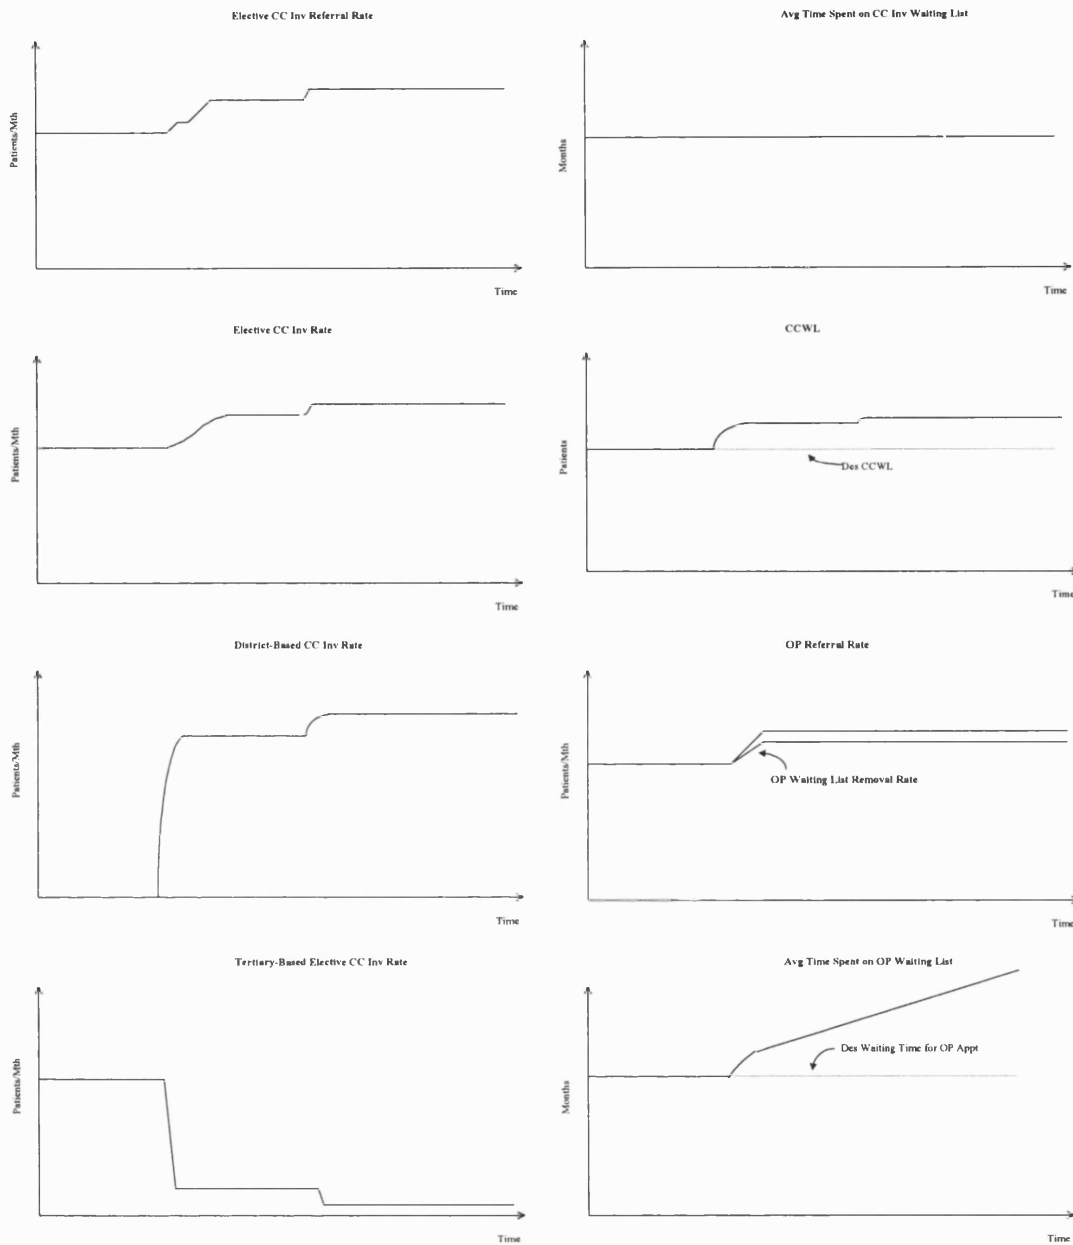 Elective CC Inv Referral Rate
Patients/Mth
Time
Avg Time Spent on CC Inv Waiting List
Months
Time
Elective CC Inv Rate
Patients/Mth
Time
CCWL
Patients
Des CCWL
Time
District-Based CC Inv Rate
Patients/Mth
Time
OP Referral Rate
Patients/Mth
OP Waiting List Removal Rate
Time
Tertiary-Based Elective CC Inv Rate
Patients/Mth
Time
Avg Time Spent on OP Waiting List
Months
Des Waiting Time for OP Appt
Time